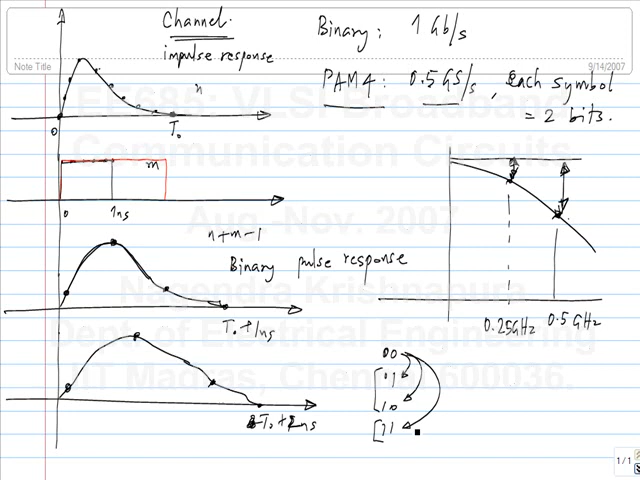 Channel.
impulse response
Binary: 1 Gb/s
Note Title
9/14/2007
PAM4: 0.5 GS/s, each symbol
= 2 bits.
EE685: VLSI Broadband
Communication Circuits
Aug.-Nov. 2007
Nagendra Krishnapura
Dept. of Electrical Engineering
IIT Madras, Chennai 600036
n
0
T₀
m
0
1ns
n+m-1
Binary pulse response
T₀+1ns
T₀+2ns
0.25GHz
0.5GHz
00
01
10
11
1/1